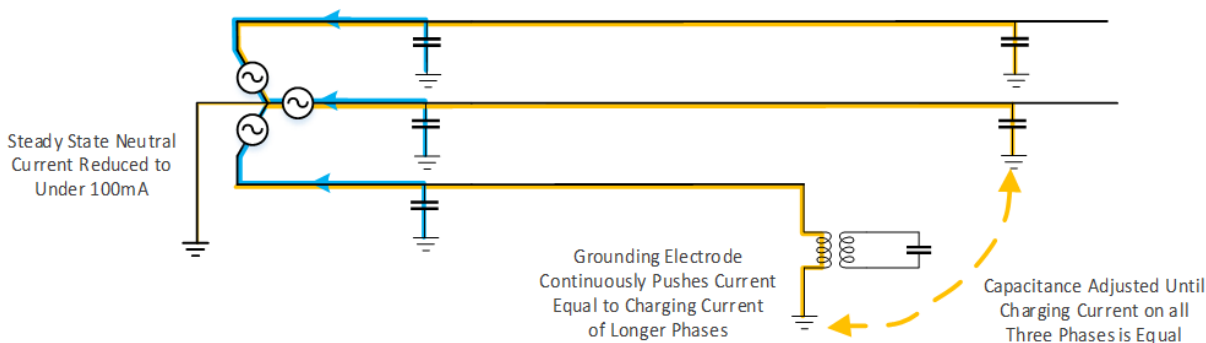 Steady State Neutral
Current Reduced to
Under 100mA
Grounding Electrode
Continuously Pushes Current
Equal to Charging Current
of Longer Phases
Capacitance Adjusted Until
Charging Current on all
Three Phases is Equal